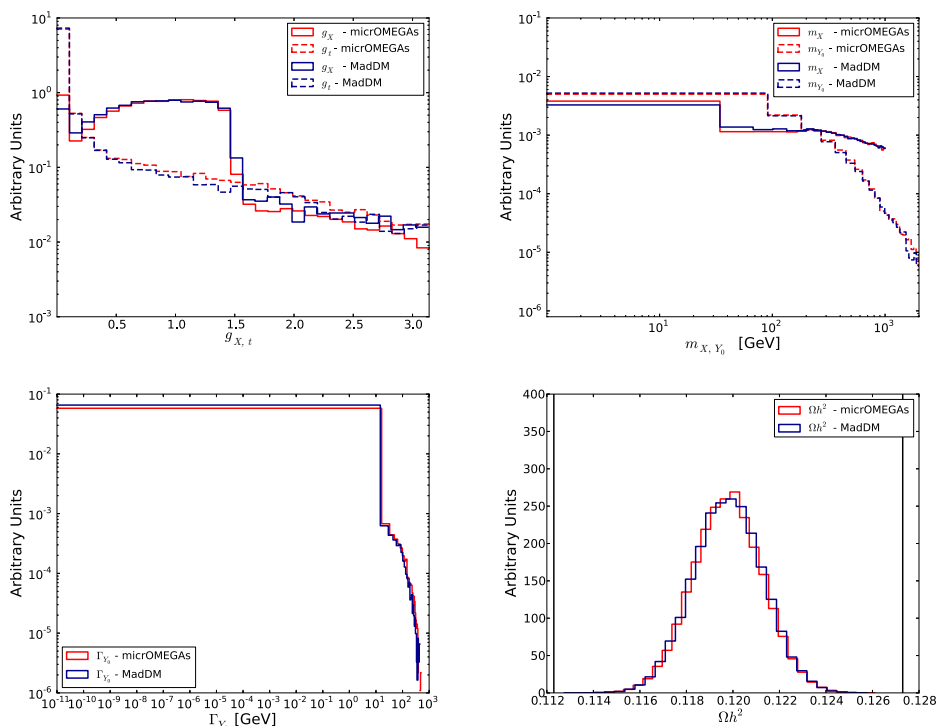 10^1
10^0
10^-1
10^-2
10^-3
Arbitrary Units
g_X - micrOMEGAs
g_t - micrOMEGAs
g_X - MadDM
g_t - MadDM
0.5 1.0 1.5 2.0 2.5 3.0
g_{X, t}
10^-1
10^-2
10^-3
10^-4
10^-5
10^-6
Arbitrary Units
m_X - micrOMEGAs
m_{Y_0} - micrOMEGAs
m_X - MadDM
m_{Y_0} - MadDM
10^1 10^2 10^3
m_{X, Y_0} [GeV]
10^-1
10^-2
10^-3
10^-4
10^-5
10^-6
Arbitrary Units
Γ_{Y_0} - micrOMEGAs
Γ_{Y_0} - MadDM
10^-11 10^-10 10^-9 10^-8 10^-7 10^-6 10^-5 10^-4 10^-3 10^-2 10^-1 10^0 10^1 10^2 10^3
Γ_Y [GeV]
400
350
300
250
200
150
100
50
0
Arbitrary Units
Ωh² - micrOMEGAs
Ωh² - MadDM
0.112 0.114 0.116 0.118 0.120 0.122 0.124 0.126 0.128
Ωh²